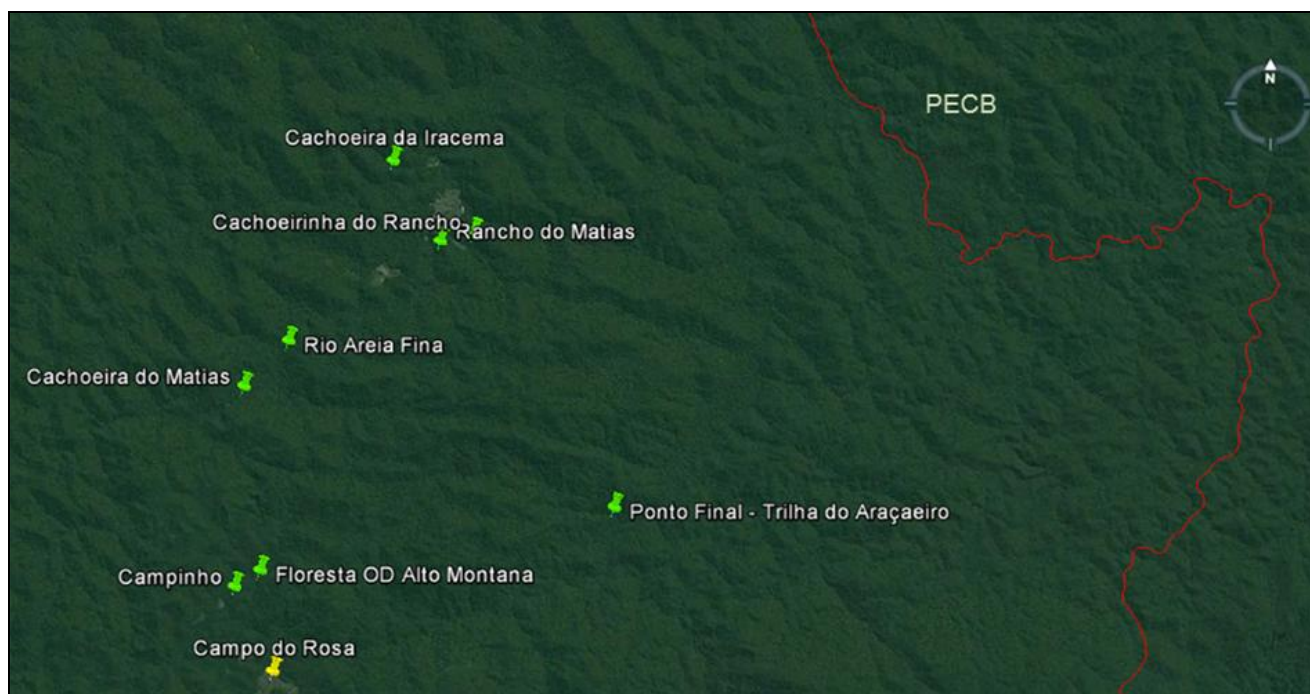 PECB
N
Cachoeira da Iracema
Cachoeirinha do Rancho
Rancho do Matias
Rio Areia Fina
Cachoeira do Matias
Ponto Final - Trilha do Araçaeiro
Floresta OD Alto Montana
Campinho
Campo do Rosa